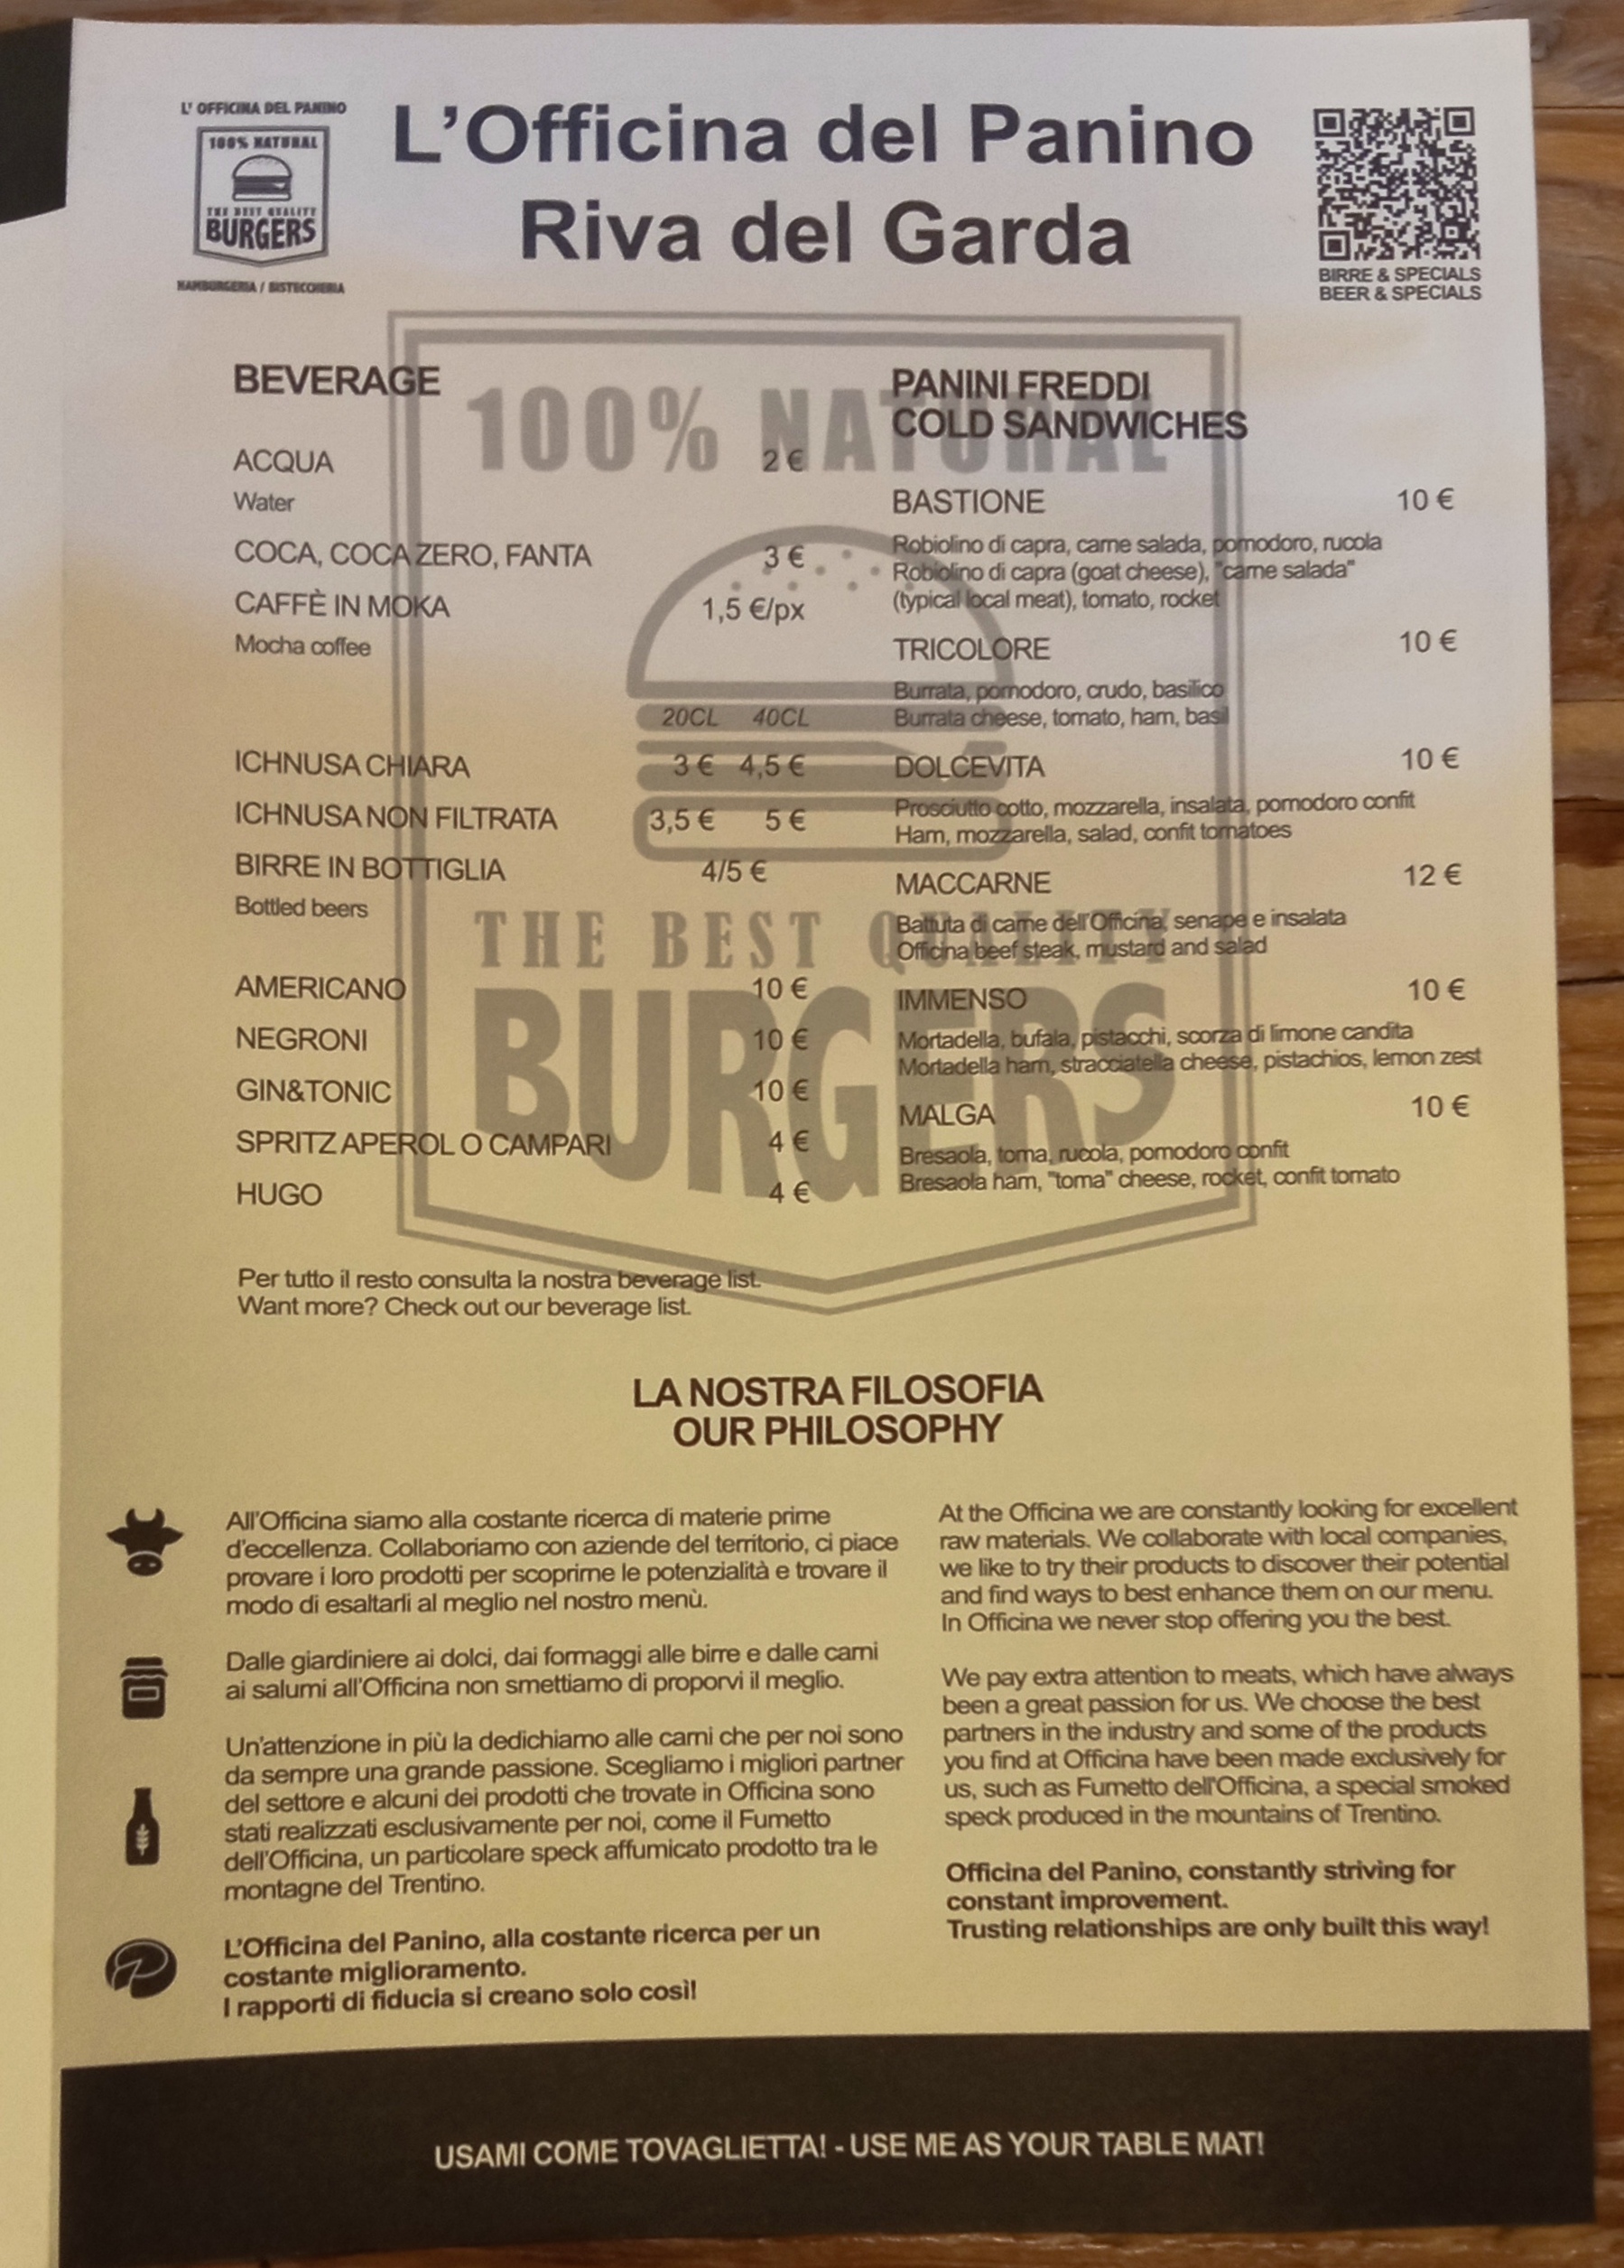 L' OFFICINA DEL PANINO
100% NATURAL
THE BEST QUALITY
BURGERS
HAMBURGERIA / BISTECCHERIA
L'Officina del Panino
Riva del Garda
BIRRE & SPECIALS
BEER & SPECIALS
100% NATURAL
THE BEST QUALITY
BURGERS
BEVERAGE
ACQUA 2 €
Water
COCA, COCA ZERO, FANTA 3 €
CAFFÈ IN MOKA 1,5 €/px
Mocha coffee
20CL 40CL
ICHNUSA CHIARA 3 € 4,5 €
ICHNUSA NON FILTRATA 3,5 € 5 €
BIRRE IN BOTTIGLIA 4/5 €
Bottled beers
AMERICANO 10 €
NEGRONI 10 €
GIN&TONIC 10 €
SPRITZ APEROL O CAMPARI 4 €
HUGO 4 €
Per tutto il resto consulta la nostra beverage list.
Want more? Check out our beverage list.
PANINI FREDDI
COLD SANDWICHES
BASTIONE 10 €
Robiolino di capra, carne salada, pomodoro, rucola
Robiolino di capra (goat cheese), "carne salada"
(typical local meat), tomato, rocket
TRICOLORE 10 €
Burrata, pomodoro, crudo, basilico
Burrata cheese, tomato, ham, basil
DOLCEVITA 10 €
Prosciutto cotto, mozzarella, insalata, pomodoro confit
Ham, mozzarella, salad, confit tomatoes
MACCARNE 12 €
Battuta di carne dell'Officina, senape e insalata
Officina beef steak, mustard and salad
IMMENSO 10 €
Mortadella, bufala, pistacchi, scorza di limone candita
Mortadella ham, stracciatella cheese, pistachios, lemon zest
MALGA 10 €
Bresaola, toma, rucola, pomodoro confit
Bresaola ham, "toma" cheese, rocket, confit tomato
LA NOSTRA FILOSOFIA
OUR PHILOSOPHY
All'Officina siamo alla costante ricerca di materie prime
d'eccellenza. Collaboriamo con aziende del territorio, ci piace
provare i loro prodotti per scoprirne le potenzialità e trovare il
modo di esaltarli al meglio nel nostro menù.
Dalle giardiniere ai dolci, dai formaggi alle birre e dalle carni
ai salumi all'Officina non smettiamo di proporvi il meglio.
Un'attenzione in più la dedichiamo alle carni che per noi sono
da sempre una grande passione. Scegliamo i migliori partner
del settore e alcuni dei prodotti che trovate in Officina sono
stati realizzati esclusivamente per noi, come il Fumetto
dell'Officina, un particolare speck affumicato prodotto tra le
montagne del Trentino.
L'Officina del Panino, alla costante ricerca per un
costante miglioramento.
I rapporti di fiducia si creano solo così!
At the Officina we are constantly looking for excellent
raw materials. We collaborate with local companies,
we like to try their products to discover their potential
and find ways to best enhance them on our menu.
In Officina we never stop offering you the best.
We pay extra attention to meats, which have always
been a great passion for us. We choose the best
partners in the industry and some of the products
you find at Officina have been made exclusively for
us, such as Fumetto dell'Officina, a special smoked
speck produced in the mountains of Trentino.
Officina del Panino, constantly striving for
constant improvement.
Trusting relationships are only built this way!
USAMI COME TOVAGLIETTA! - USE ME AS YOUR TABLE MAT!